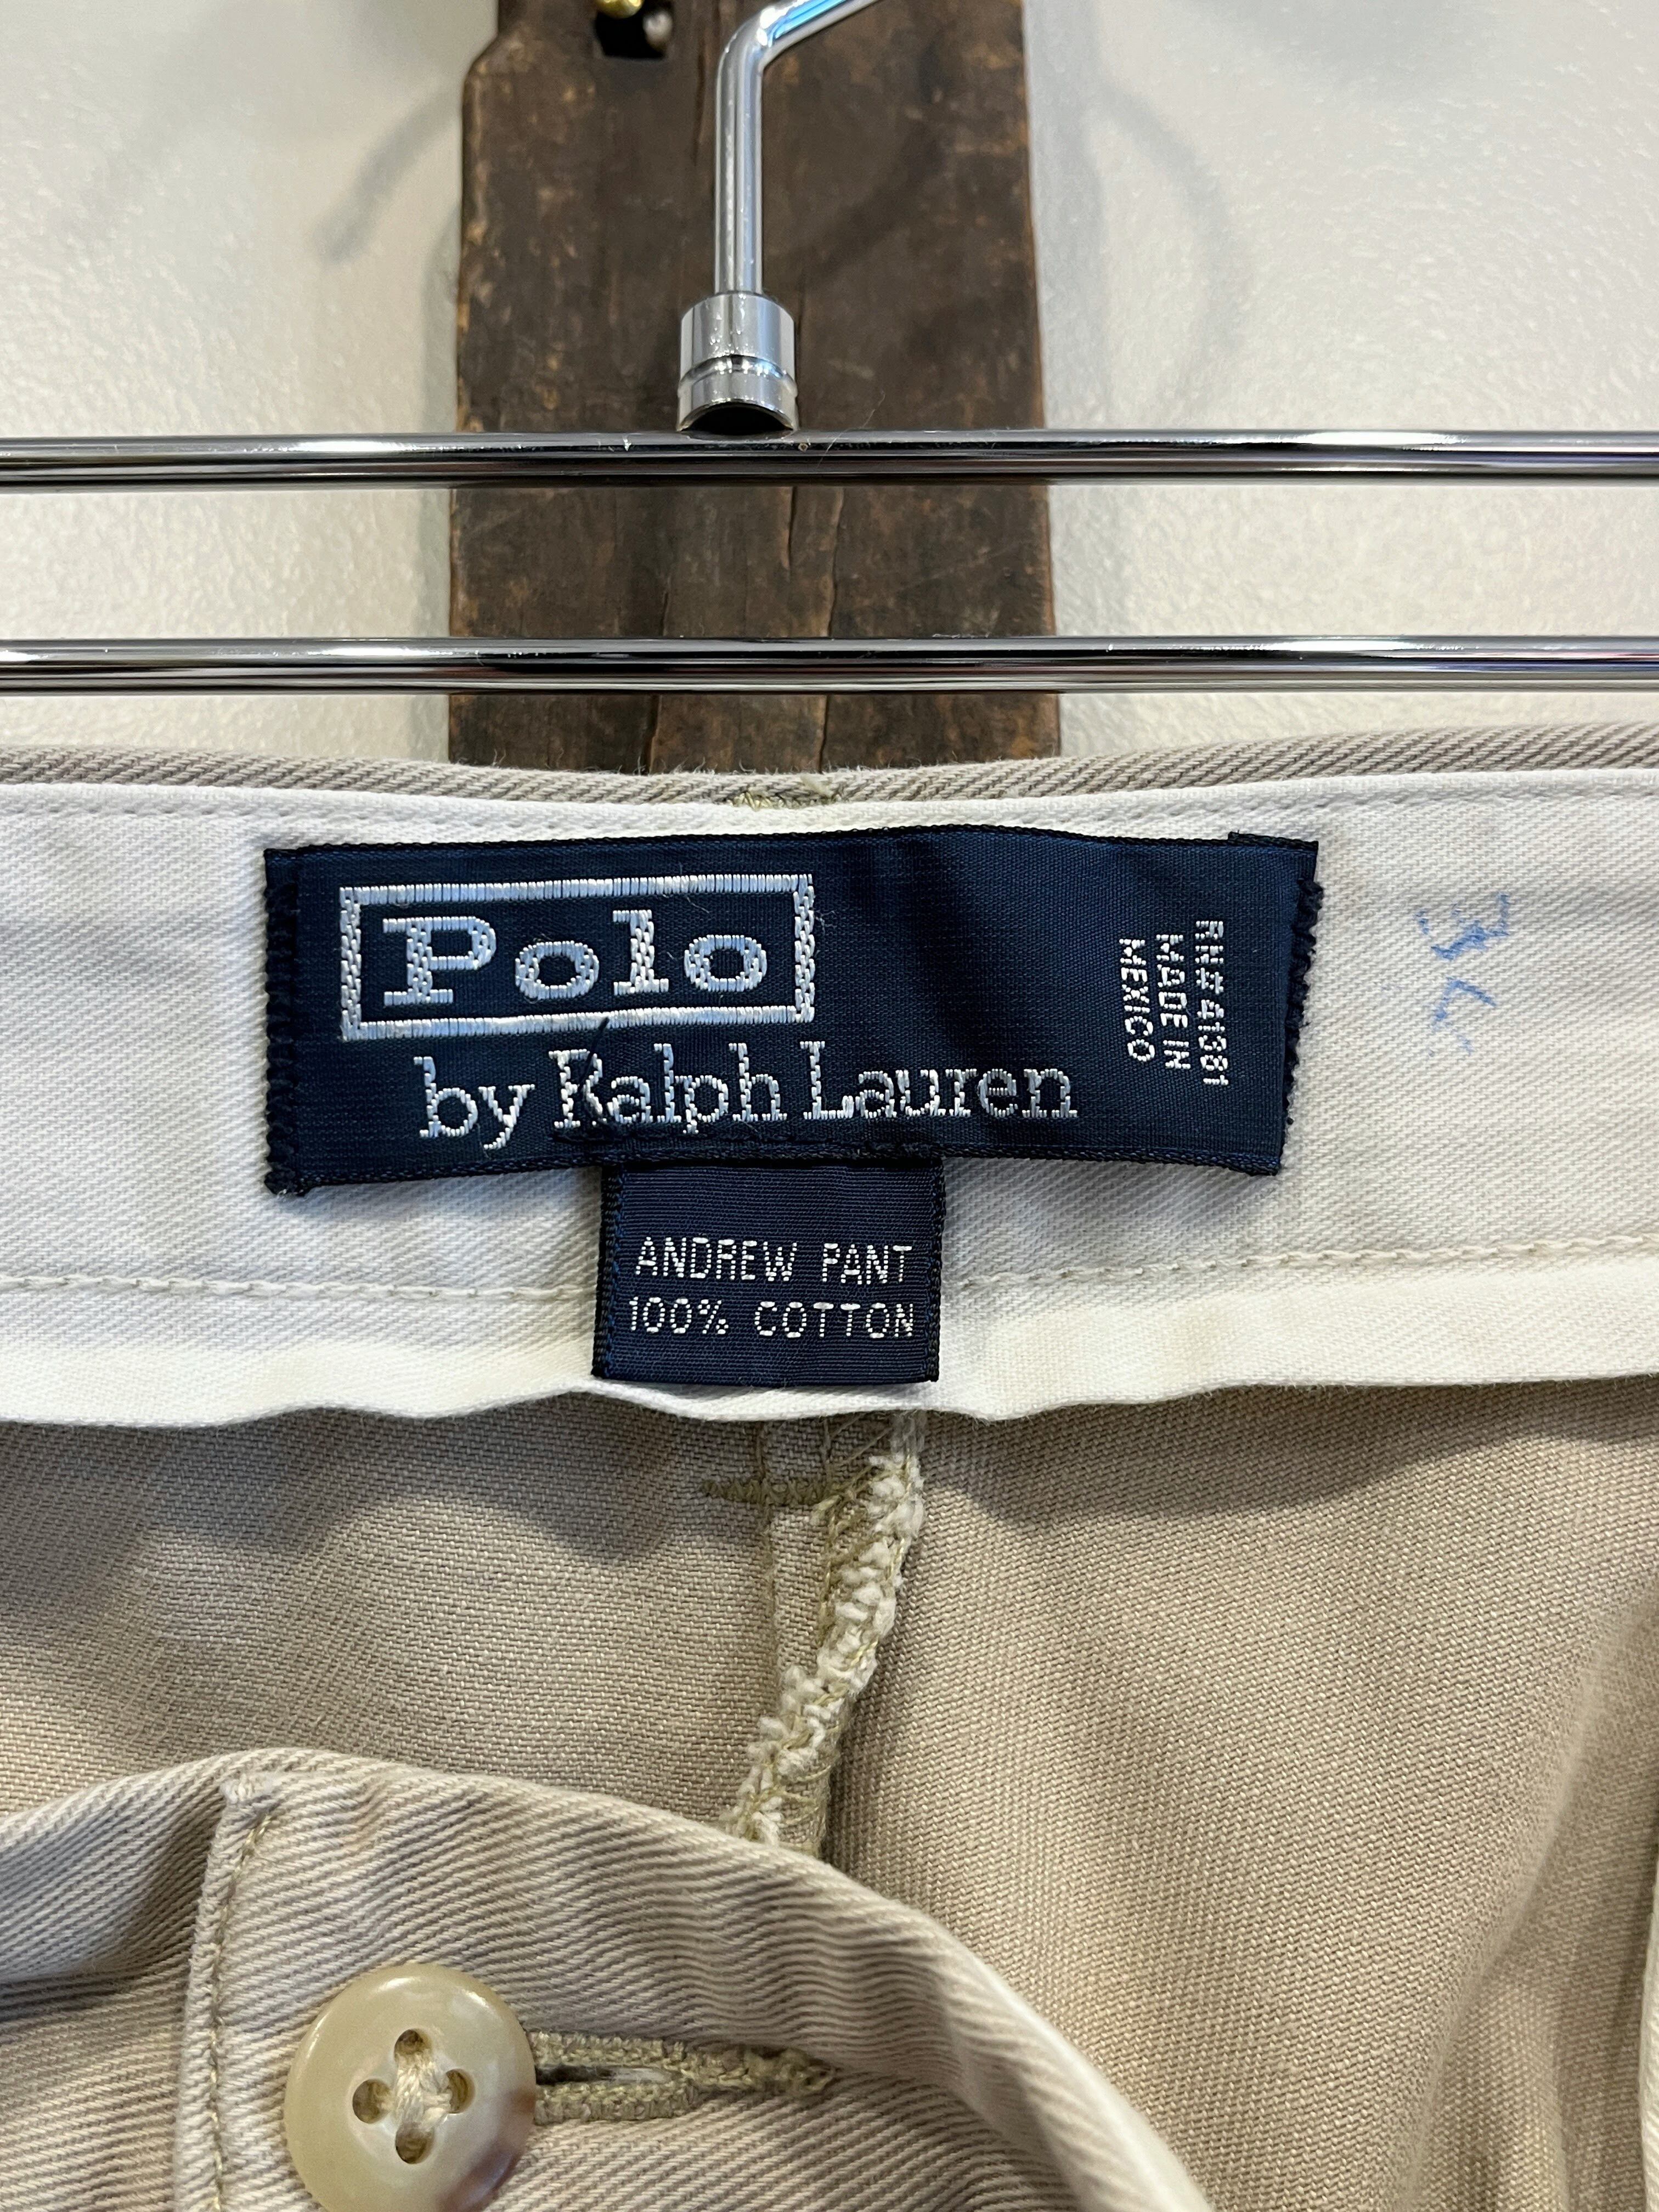 Polo
by Ralph Lauren
RN#41381
MADE IN
MEXICO
ANDREW PANT
100% COTTON